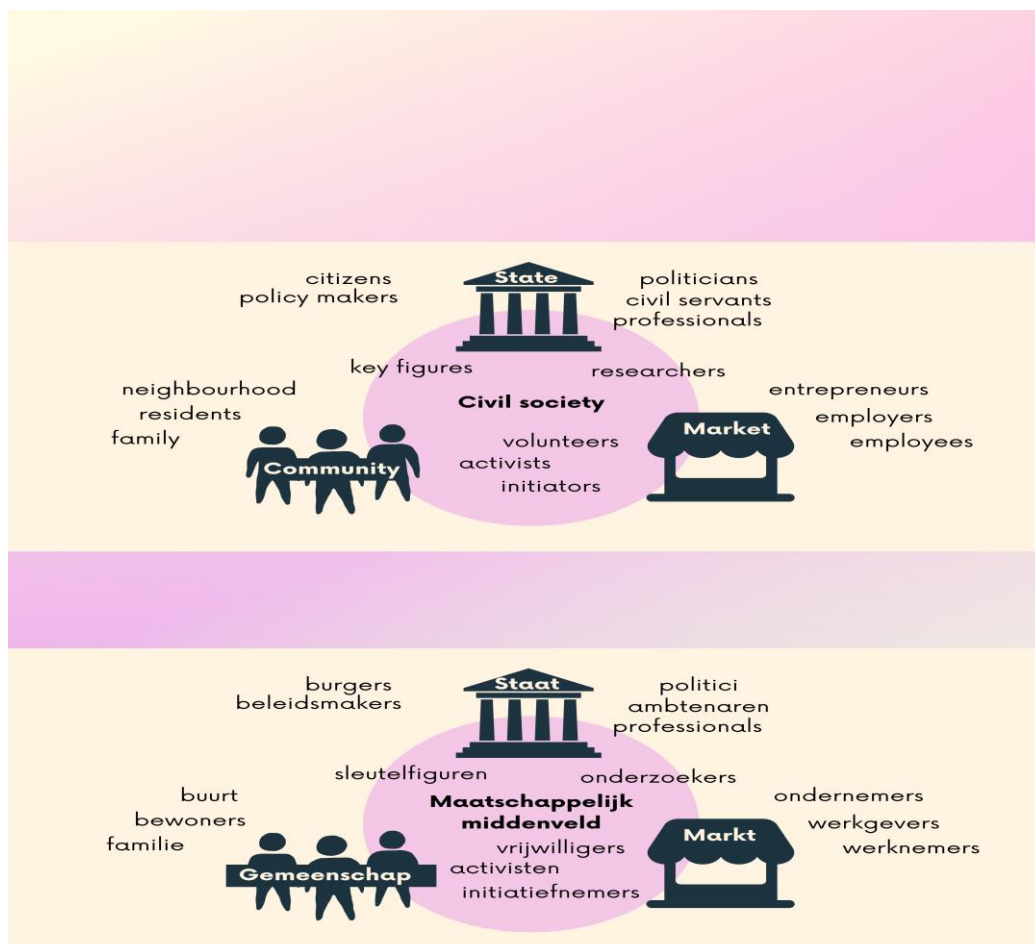 citizens
policy makers
State
politicians
civil servants
professionals
key figures
researchers
Civil society
neighbourhood
residents
family
Community
volunteers
activists
initiators
Market
entrepreneurs
employers
employees
burgers
beleidsmakers
Staat
politici
ambtenaren
professionals
sleutelfiguren
onderzoekers
Maatschappelijk
middenveld
buurt
bewoners
familie
Gemeenschap
vrijwilligers
activisten
initiatiefnemers
Markt
ondernemers
werkgevers
werknemers